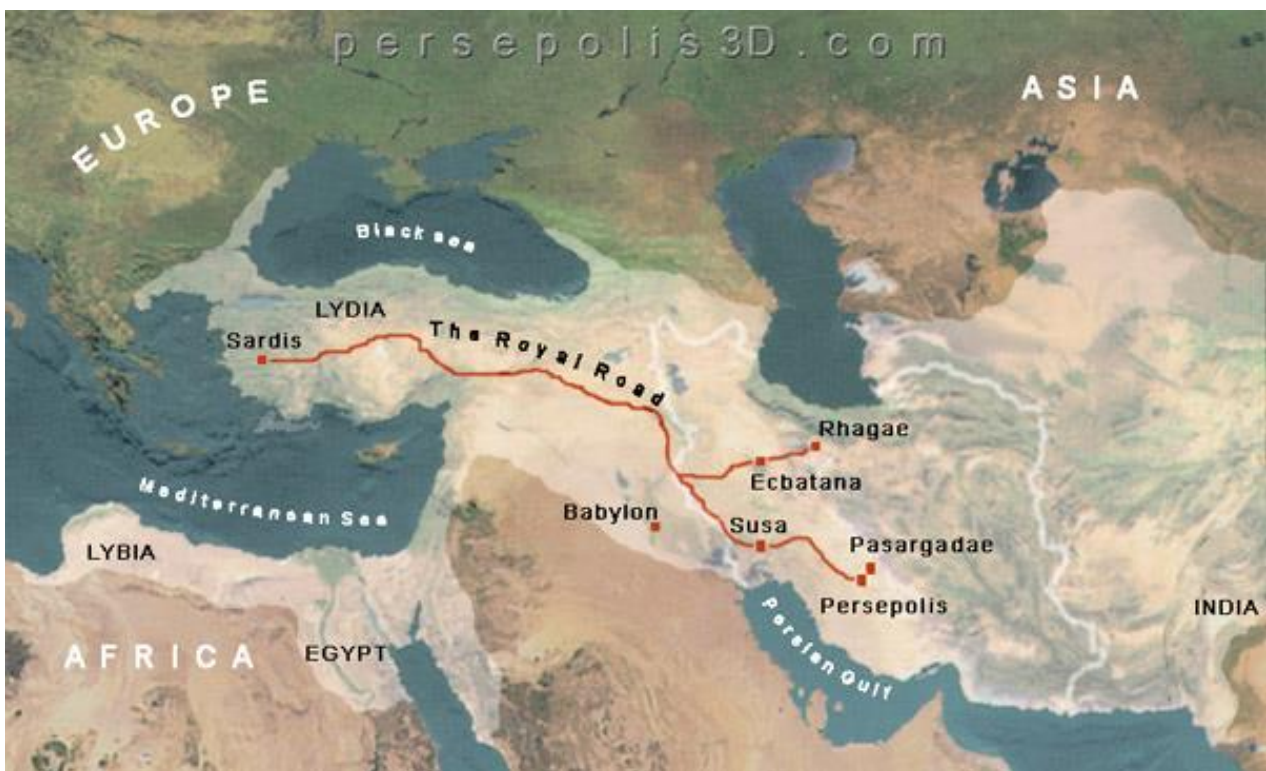 persepolis3D.com
EUROPE
ASIA
Black sea
LYDIA
The Royal Road
Sardis
Rhagae
Ecbatana
Mediterranean Sea
Babylon
Susa
LYBIA
Pasargadae
Persepolis
INDIA
Persian Gulf
AFRICA
EGYPT